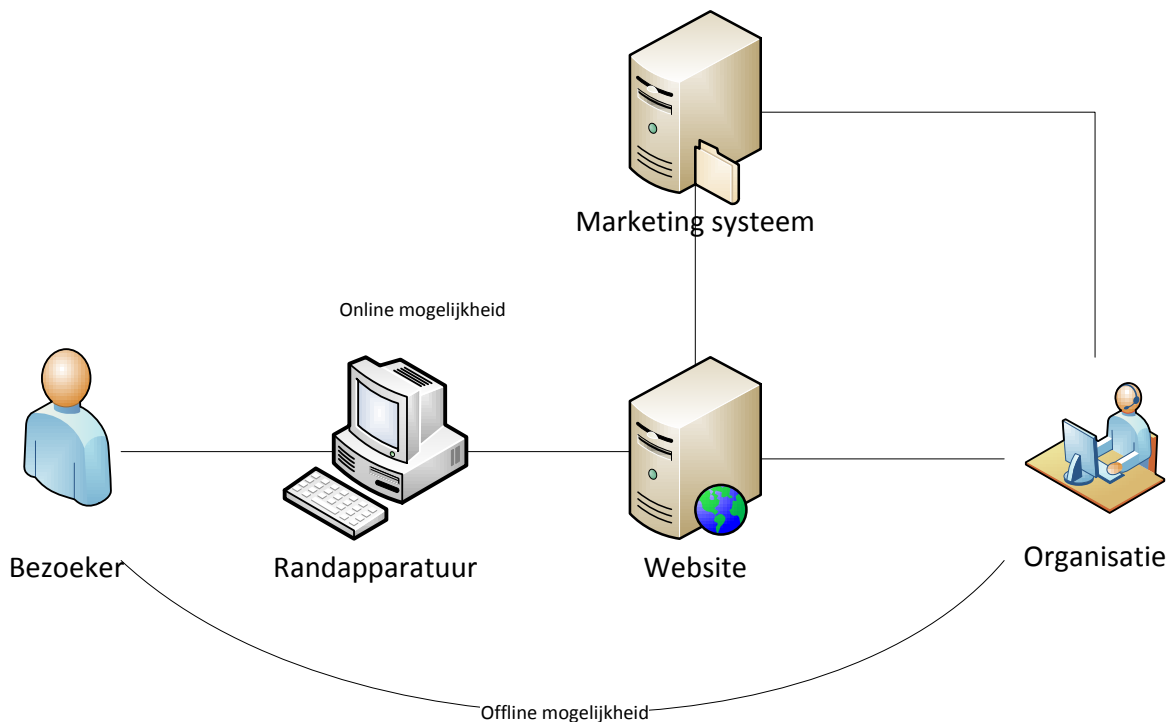 Marketing systeem
Online mogelijkheid
Bezoeker
Randapparatuur
Website
Organisatie
Offline mogelijkheid